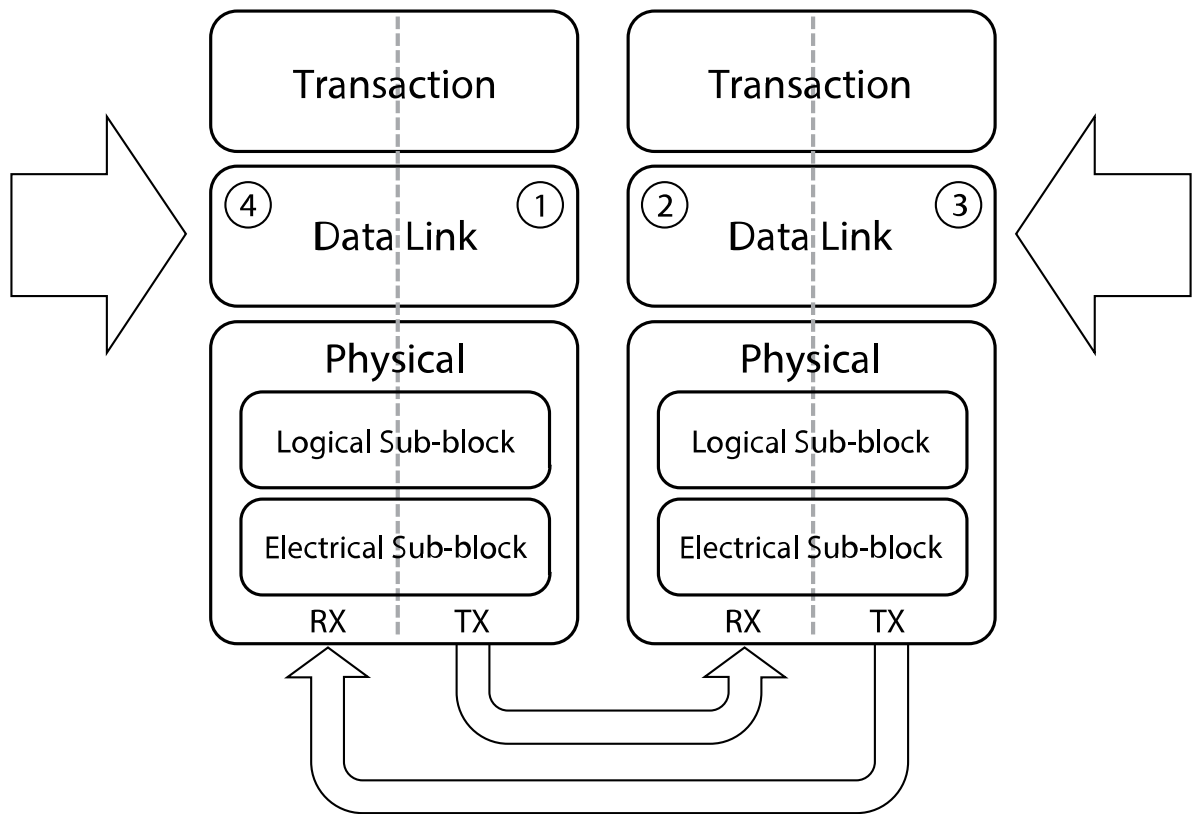 Transaction
Transaction
4
1
Data Link
2
3
Data Link
Physical
Physical
Logical Sub-block
Logical Sub-block
Electrical Sub-block
Electrical Sub-block
RX TX
RX TX